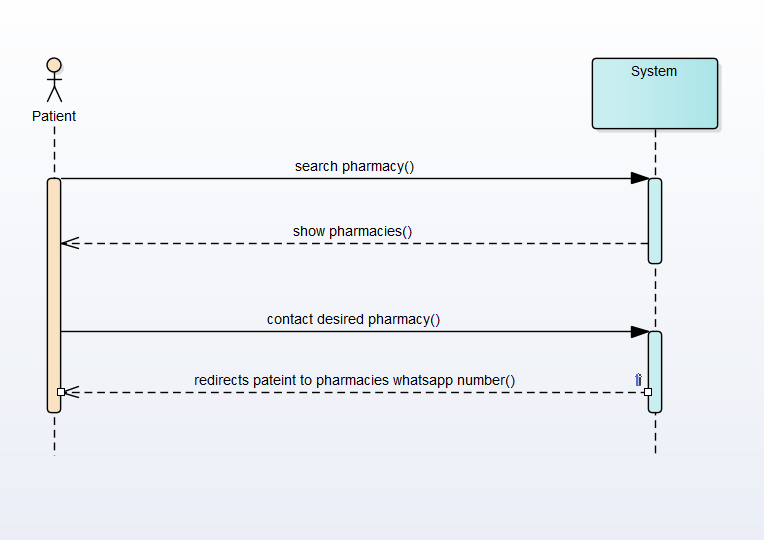 System
Patient
search pharmacy()
show pharmacies()
contact desired pharmacy()
redirects pateint to pharmacies whatsapp number()